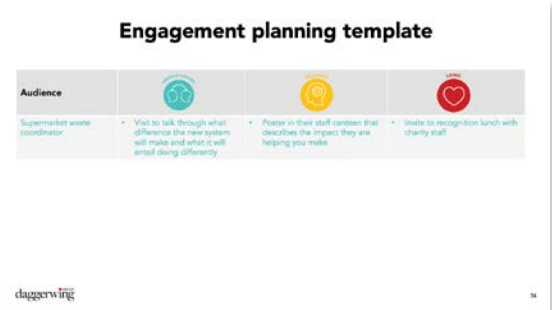 Engagement planning template
Audience
LIVING
Supermarket waste
coordinator
• Visit to talk through what
difference the new system
will make and what it will
entail doing differently
• Poster in their staff canteen that
describes the impact they are
helping you make
• Invite to recognition lunch with
charity staff
daggerwing